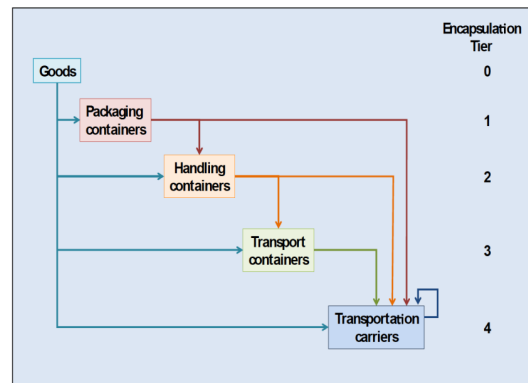 Encapsulation
Tier
Goods
0
Packaging
containers
1
Handling
containers
2
Transport
containers
3
Transportation
carriers
4